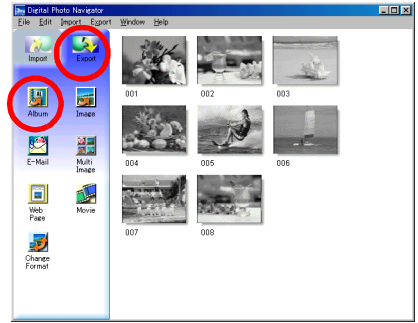 Digital Photo Navigator
File Edit Import Export Window Help
Import Export
001 002 003
Album Image
E-Mail Multi Image
004 005 006
Web Page Movie
007 008
Change Format